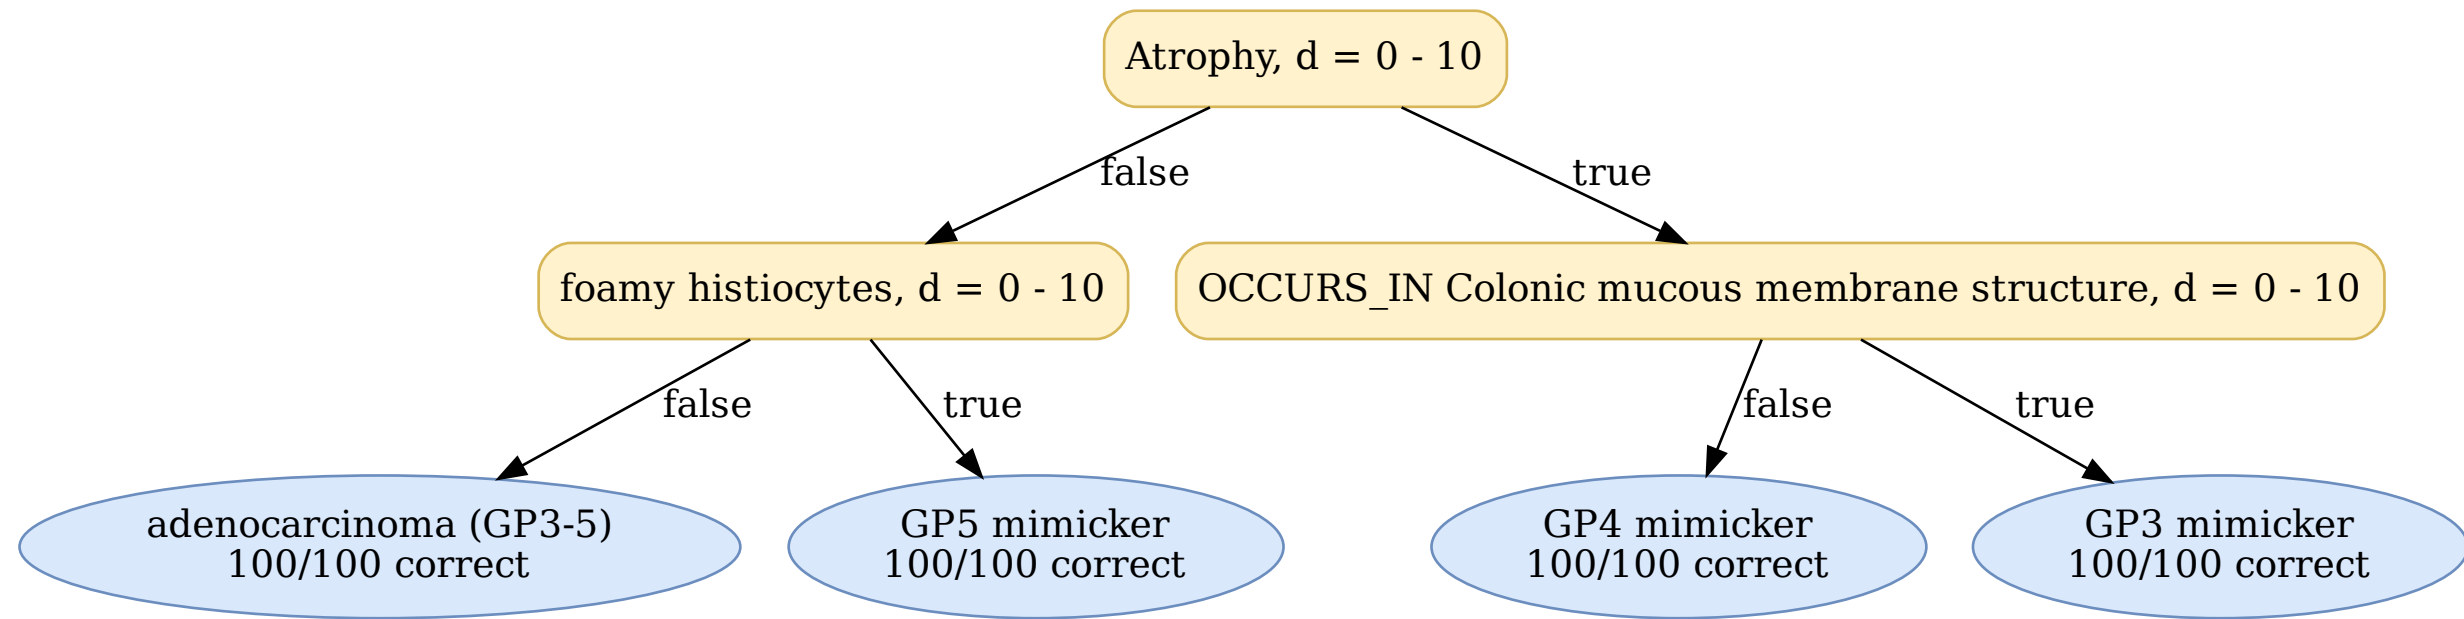 Atrophy, d = 0 - 10
false
true
foamy histiocytes, d = 0 - 10
OCCURS_IN Colonic mucous membrane structure, d = 0 - 10
false
true
false
true
adenocarcinoma (GP3-5)
100/100 correct
GP5 mimicker
100/100 correct
GP4 mimicker
100/100 correct
GP3 mimicker
100/100 correct